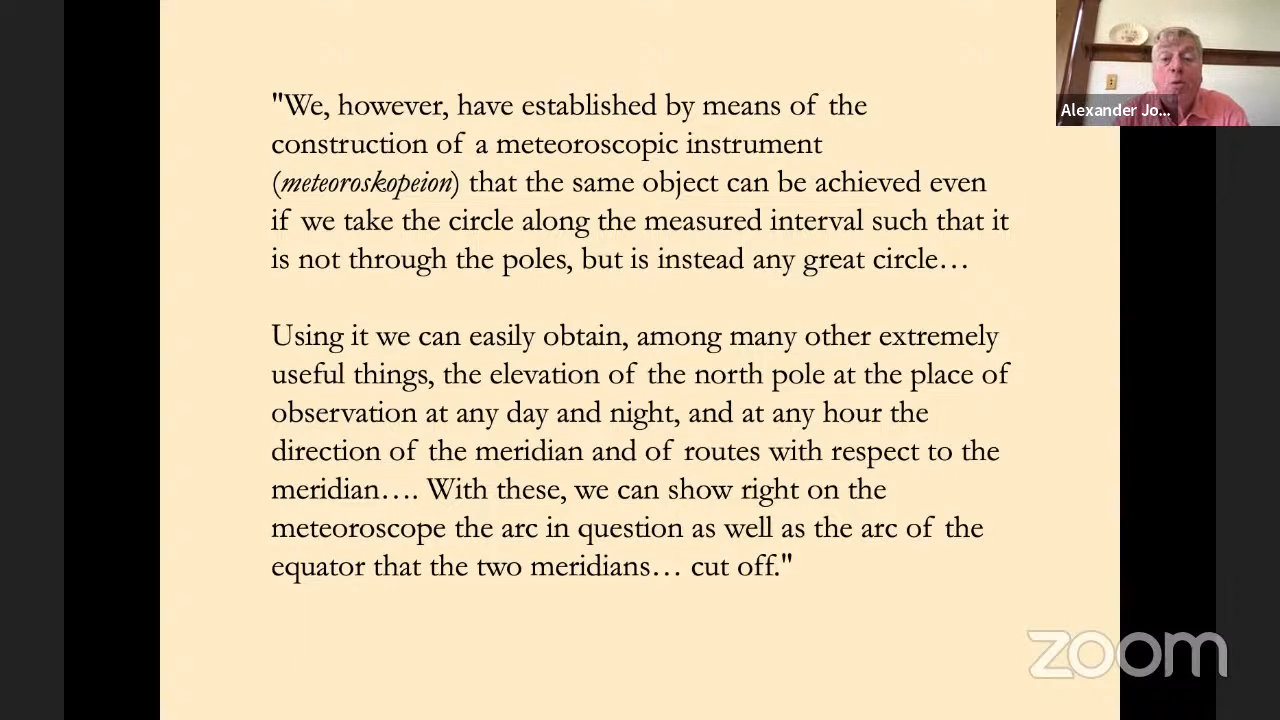 "We, however, have established by means of the
construction of a meteoroscopic instrument
(meteoroskopeion) that the same object can be achieved even
if we take the circle along the measured interval such that it
is not through the poles, but is instead any great circle…
Using it we can easily obtain, among many other extremely
useful things, the elevation of the north pole at the place of
observation at any day and night, and at any hour the
direction of the meridian and of routes with respect to the
meridian…. With these, we can show right on the
meteoroscope the arc in question as well as the arc of the
equator that the two meridians… cut off."
Alexander Jo...
zoom